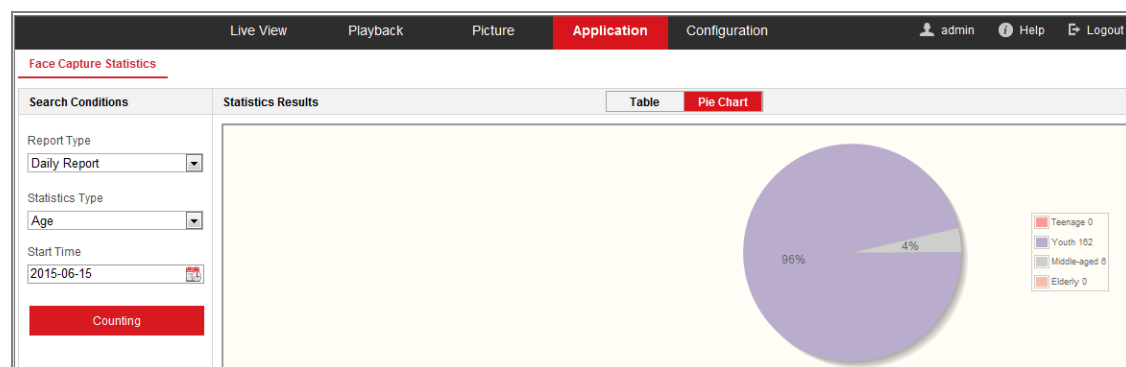 Live View Playback Picture Application Configuration admin Help Logout
Face Capture Statistics
Search Conditions
Statistics Results
Table Pie Chart
Report Type
Daily Report
Statistics Type
Age
Start Time
2015-06-15
Counting
96%
4%
Teenage 0
Youth 162
Middle-aged 6
Elderly 0